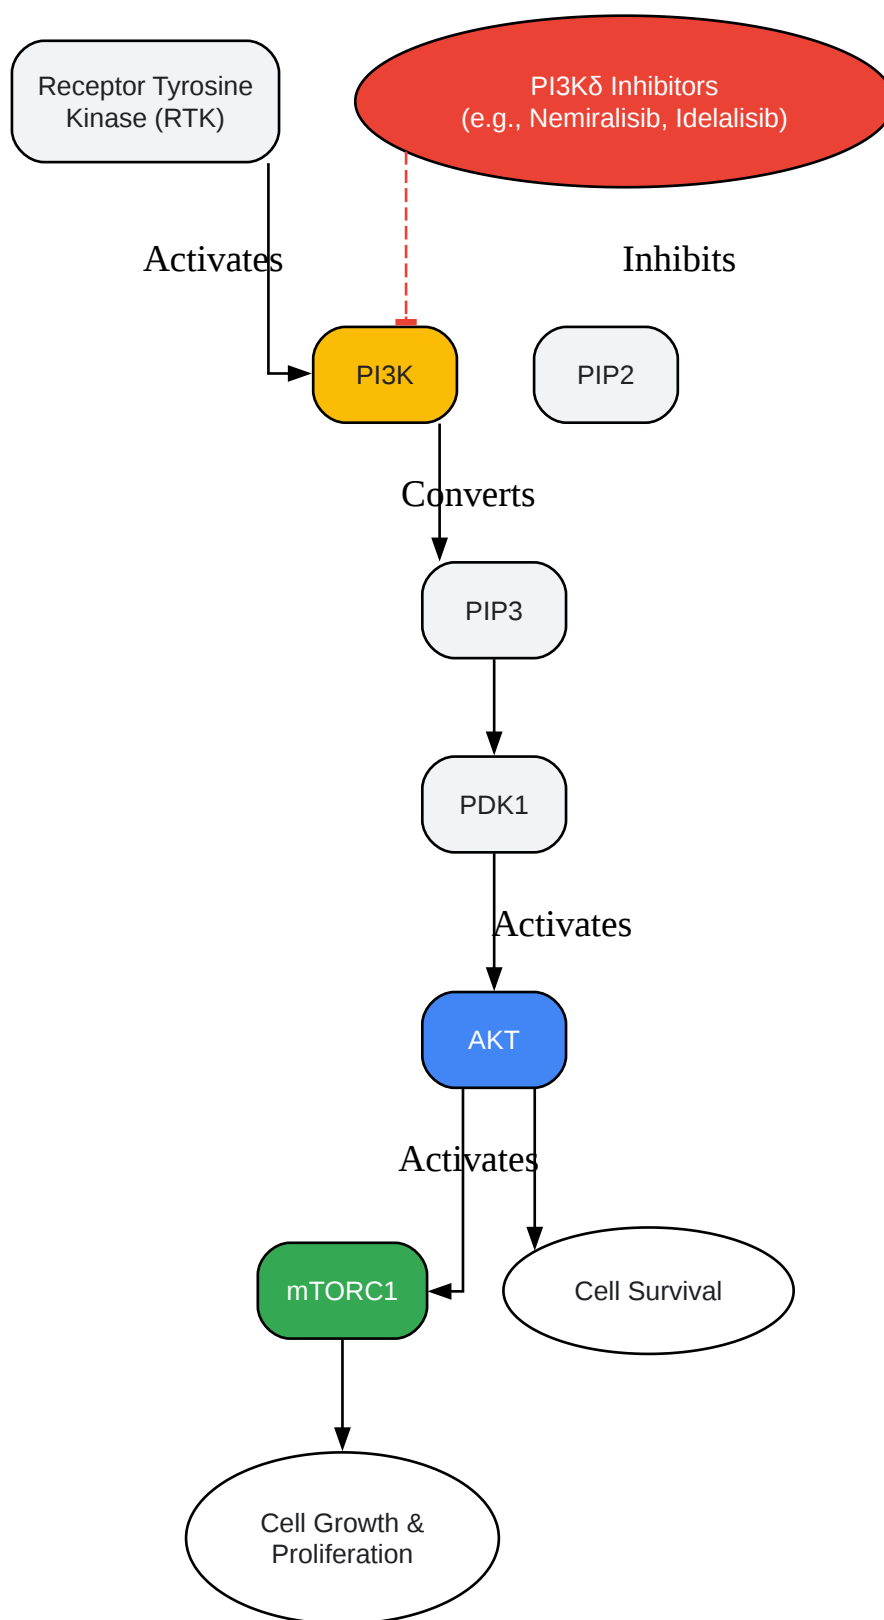 Receptor Tyrosine
Kinase (RTK)
PI3Kδ Inhibitors
(e.g., Nemiralisib, Idelalisib)
Activates
Inhibits
PI3K
PIP2
Converts
PIP3
PDK1
Activates
AKT
Activates
mTORC1
Cell Survival
Cell Growth &
Proliferation